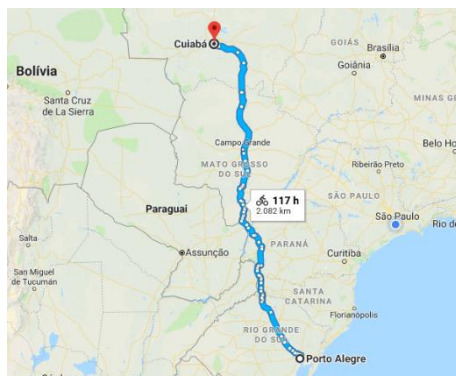 Cuiabá
GOIÁS
Brasília
Bolívia
Goiânia
Santa Cruz
de La Sierra
MINAS GE
Campo Grande
MATO GROSSO
DO SUL
Belo Ho
Ribeirão Preto
117 h
2.082 km
SÃO PAULO
Paraguai
São Paulo
Rio de
PARANÁ
Salta
Assunção
Curitiba
San Miguel
de Tucumán
SANTA
CATARINA
Florianópolis
RIO GRANDE
DO SUL
Porto Alegre